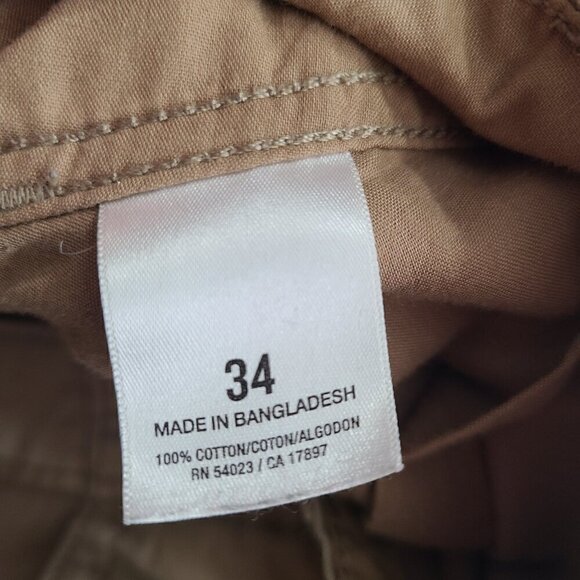 34
MADE IN BANGLADESH
100% COTTON/COTON/ALGODON
RN 54023 / CA 17897